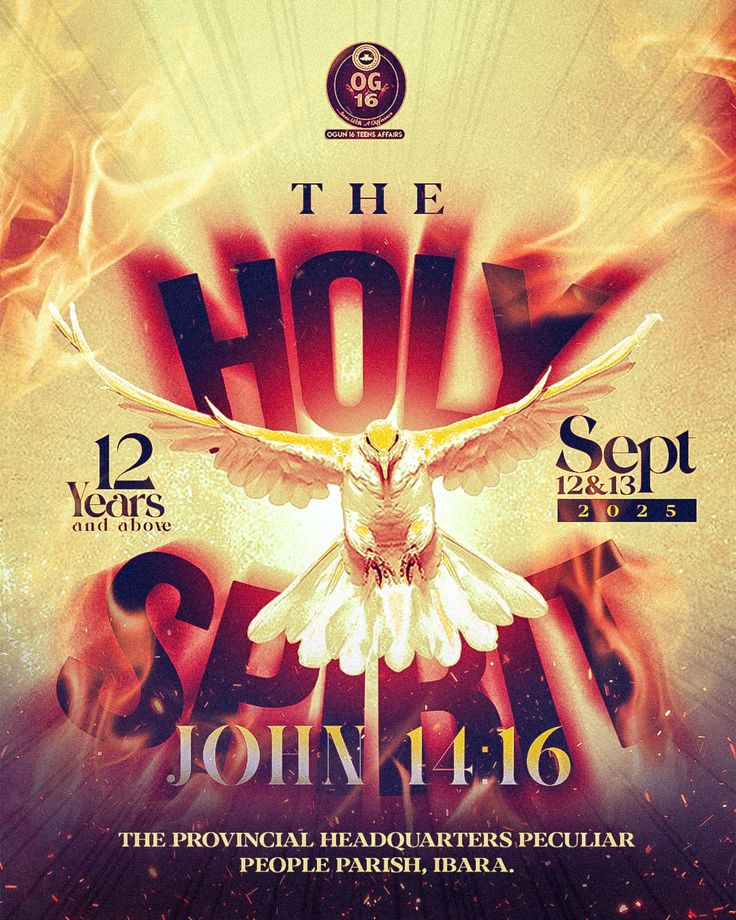 OG
16
OGUN 16 TEENS AFFAIRS
THE
HOLY
12
Years
and above
Sept
12&13
2025
SPIRIT
JOHN 14:16
THE PROVINCIAL HEADQUARTERS PECULIAR
PEOPLE PARISH, IBARA.